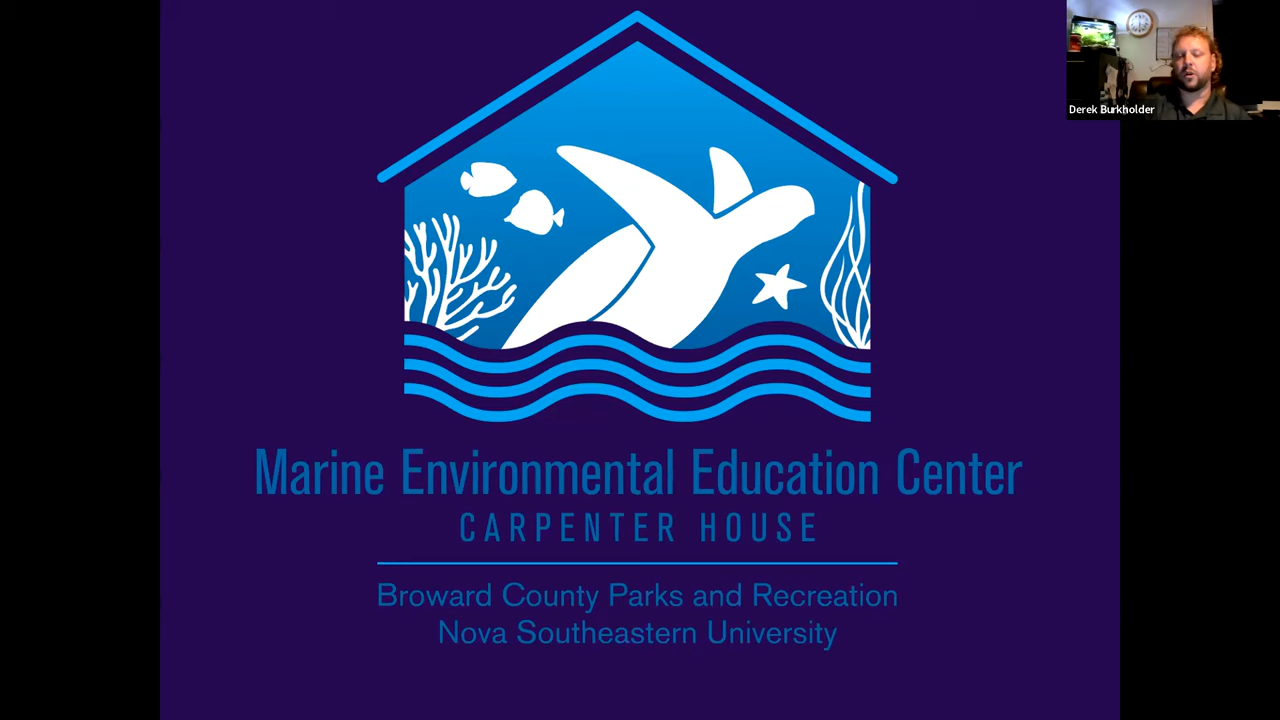 Derek Burkholder
Marine Environmental Education Center
CARPENTER HOUSE
Broward County Parks and Recreation
Nova Southeastern University